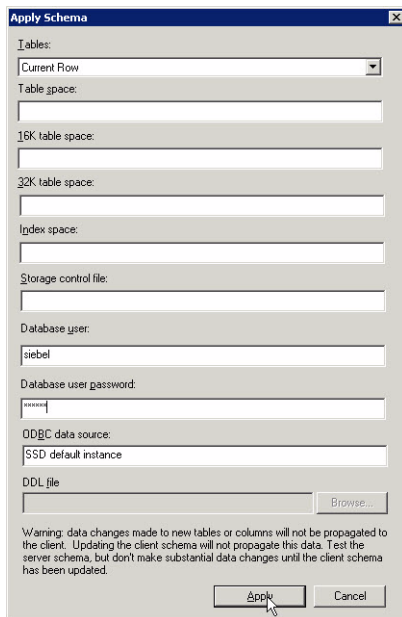 Apply Schema
Tables:
Current Row
Table space:
16K table space:
32K table space:
Index space:
Storage control file:
Database user:
siebel
Database user password:
******
ODBC data source:
SSD default instance
DDL file
Browse...
Warning: data changes made to new tables or columns will not be propagated to
the client. Updating the client schema will not propagate this data. Test the
server schema, but don't make substantial data changes until the client schema
has been updated.
Apply
Cancel